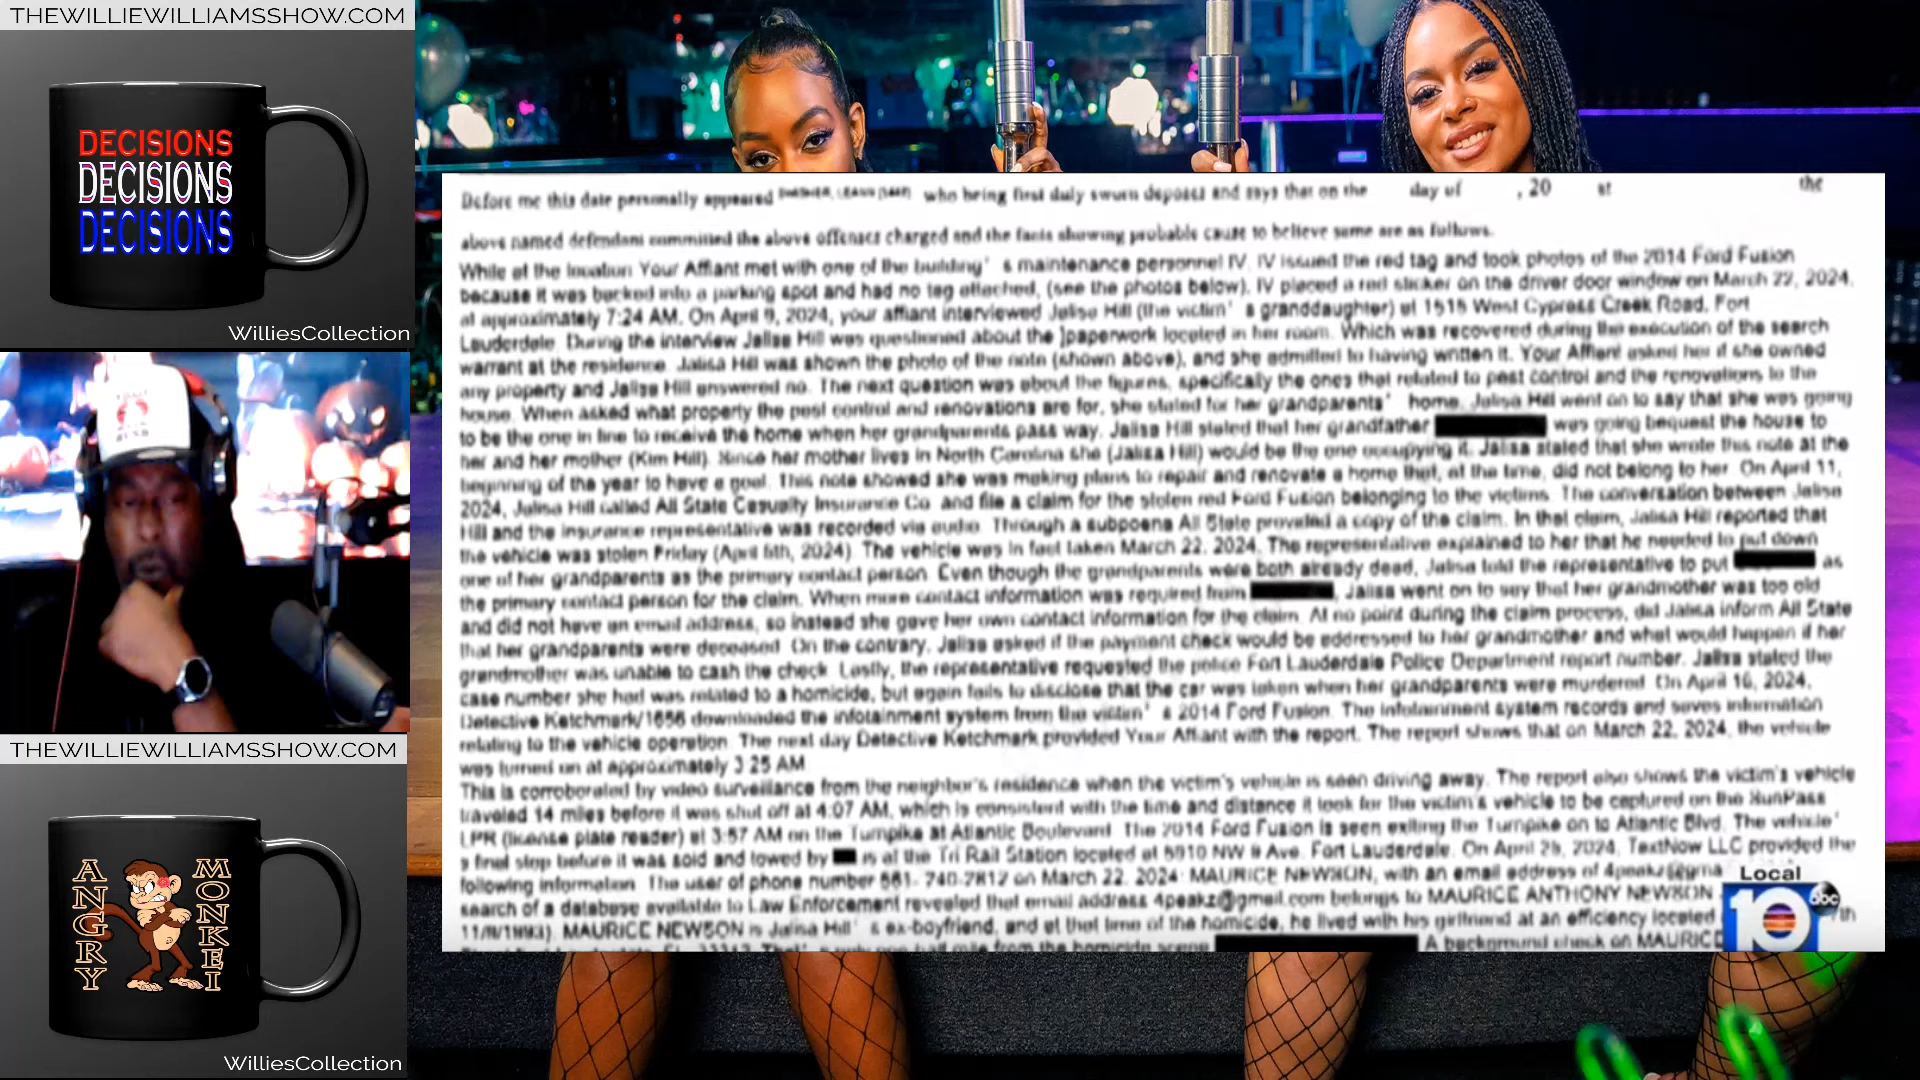 THEWILLIEWILLIAMSSHOW.COM
DECISIONS
DECISIONS
DECISIONS
WilliesCollection
THEWILLIEWILLIAMSSHOW.COM
ANGRY
MONKEI
WilliesCollection
Before me this date personally appeared who being first duly sworn deposes and says that on the day of , 20 at the
above named defendant committed the above offenses charged and the facts showing probable cause to believe same are as follows.
While at the location Your Affiant met with one of the building' s maintenance personnel IV. IV issued the red tag and took photos of the 2014 Ford Fusion
because it was backed into a parking spot and had no tag attached, (see the photos below). IV placed a red sticker on the driver door window on March 22, 2024,
at approximately 7:24 AM. On April 9, 2024, your affiant interviewed Jalisa Hill (the victim' s granddaughter) at 1515 West Cypress Creek Road, Fort
Lauderdale. During the interview Jalisa Hill was questioned about the ]paperwork located in her room. Which was recovered during the execution of the search
warrant at the residence. Jalisa Hill was shown the photo of the note (shown above), and she admitted to having written it. Your Affiant asked her if she owned
any property and Jalisa Hill answered no. The next question was about the figures, specifically the ones that related to pest control and the renovations to the
house. When asked what property the pest control and renovations are for, she stated for her grandparents' home. Jalisa Hill went on to say that she was going
to be the one in line to receive the home when her grandparents pass way. Jalisa Hill stated that her grandfather was going bequest the house to
her and her mother (Kim Hill). Since her mother lives in North Carolina she (Jalisa Hill) would be the one occupying it. Jalisa stated that she wrote this note at the
beginning of the year to have a goal. This note showed she was making plans to repair and renovate a home that, at the time, did not belong to her. On April 11,
2024, Jalisa Hill called All State Casualty Insurance Co. and file a claim for the stolen red Ford Fusion belonging to the victims. The conversation between Jalisa
Hill and the insurance representative was recorded via audio. Through a subpoena All State provided a copy of the claim. In that claim, Jalisa Hill reported that
the vehicle was stolen Friday (April 5th, 2024). The vehicle was in fact taken March 22, 2024. The representative explained to her that he needed to put down
one of her grandparents as the primary contact person. Even though the grandparents were both already dead, Jalisa told the representative to put as
the primary contact person for the claim. When more contact information was required from , Jalisa went on to say that her grandmother was too old
and did not have an email address, so instead she gave her own contact information for the claim. At no point during the claim process, did Jalisa inform All State
that her grandparents were deceased. On the contrary, Jalisa asked if the payment check would be addressed to her grandmother and what would happen if her
grandmother was unable to cash the check. Lastly, the representative requested the police Fort Lauderdale Police Department report number. Jalisa stated the
case number she had was related to a homicide, but again fails to disclose that the car was taken when her grandparents were murdered. On April 16, 2024,
Detective Ketchmark/1656 downloaded the infotainment system from the victim' s 2014 Ford Fusion. The infotainment system records and saves information
relating to the vehicle operation. The next day Detective Ketchmark provided Your Affiant with the report. The report shows that on March 22, 2024, the vehicle
was turned on at approximately 3:25 AM
This is corroborated by video surveillance from the neighbor's residence when the victim's vehicle is seen driving away. The report also shows the victim's vehicle
traveled 14 miles before it was shut off at 4:07 AM, which is consistent with the time and distance it took for the victim's vehicle to be captured on the SunPass
LPR (license plate reader) at 3:57 AM on the Turnpike at Atlantic Boulevard. The 2014 Ford Fusion is seen exiting the Turnpike on to Atlantic Blvd. The vehicle'
s final stop before it was sold and towed by is at the Tri Rail Station located at 5910 NW 9 Ave. Fort Lauderdale. On April 25, 2024, TextNow LLC provided the
following information. The user of phone number 561- 740-2812 on March 22, 2024: MAURICE NEWSON, with an email address of 4peakz@gma
search of a database available to Law Enforcement revealed that email address 4peakz@gmail.com belongs to MAURICE ANTHONY NEWSON
MAURICE NEWSON is Jalisa Hill' s ex-boyfriend, and at that time of the homicide, he lived with his girlfriend at an efficiency located th
from the homicide scene A background check on MAURICE
Local
10
abc